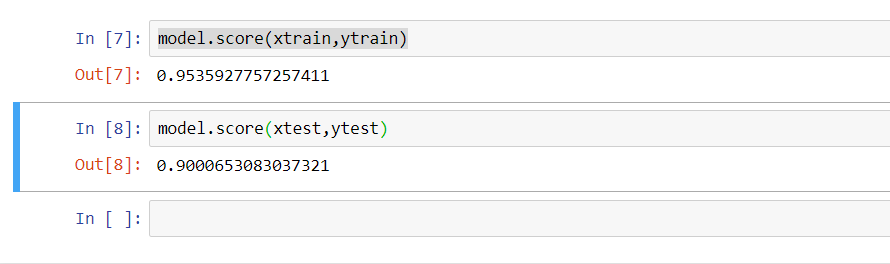 In [7]: model.score(xtrain,ytrain)
Out[7]: 0.9535927757257411
In [8]: model.score(xtest,ytest)
Out[8]: 0.9000653083037321
In [ ]: